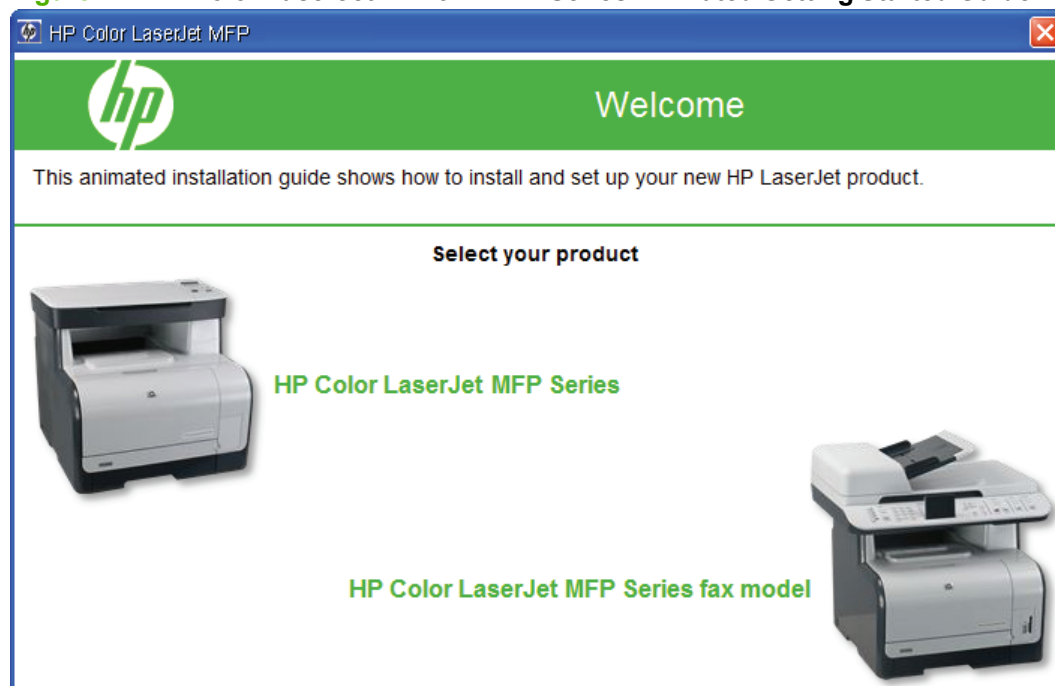 HP Color LaserJet MFP
hp
Welcome
This animated installation guide shows how to install and set up your new HP LaserJet product.
Select your product
HP Color LaserJet MFP Series
HP Color LaserJet MFP Series fax model